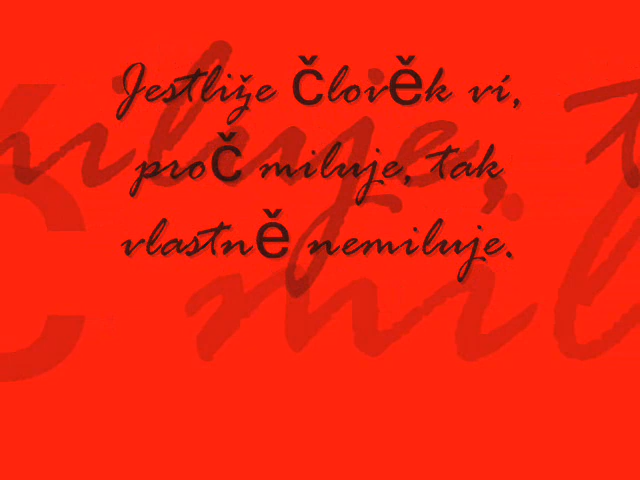 Jestliže člověk ví,
proč miluje, tak
vlastně nemiluje.